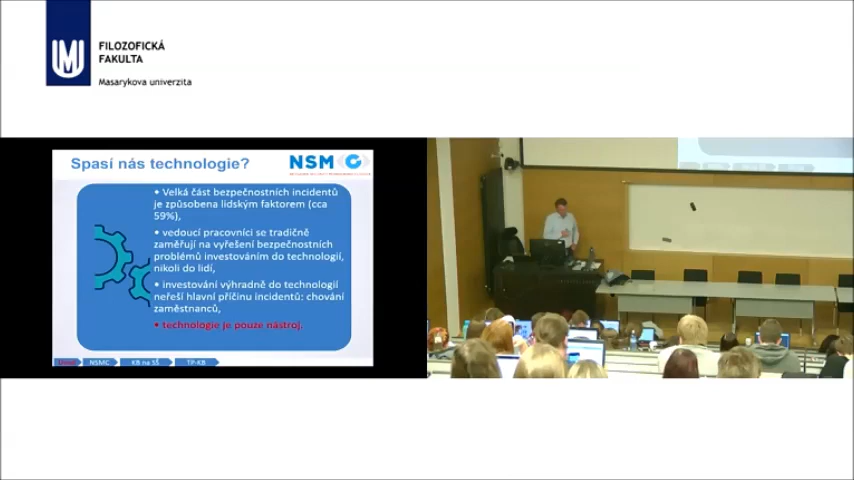 FILOZOFICKÁ
FAKULTA
Masarykova univerzita
Spasí nás technologie?
NSM
• Velká část bezpečnostních incidentů
je způsobena lidským faktorem (cca
59%),
• vedoucí pracovníci se tradičně
zaměřují na vyřešení bezpečnostních
problémů investováním do technologií,
nikoli do lidí,
• investování výhradně do technologií
neřeší hlavní příčinu incidentů: chování
zaměstnanců,
• technologie je pouze nástroj.
Úvod NSMC KB na SŠ TP-KB